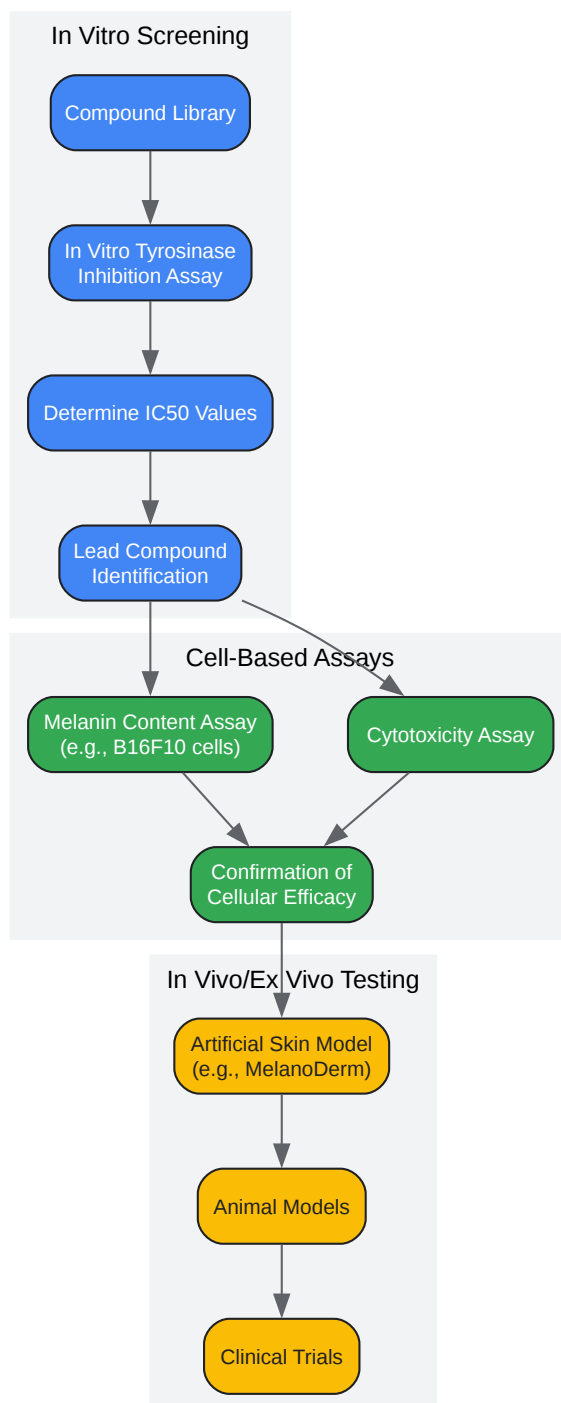 In Vitro Screening
Compound Library
In Vitro Tyrosinase
Inhibition Assay
Determine IC50 Values
Lead Compound
Identification
Cell-Based Assays
Melanin Content Assay
(e.g., B16F10 cells)
Cytotoxicity Assay
Confirmation of
Cellular Efficacy
In Vivo/Ex Vivo Testing
Artificial Skin Model
(e.g., MelanoDerm)
Animal Models
Clinical Trials